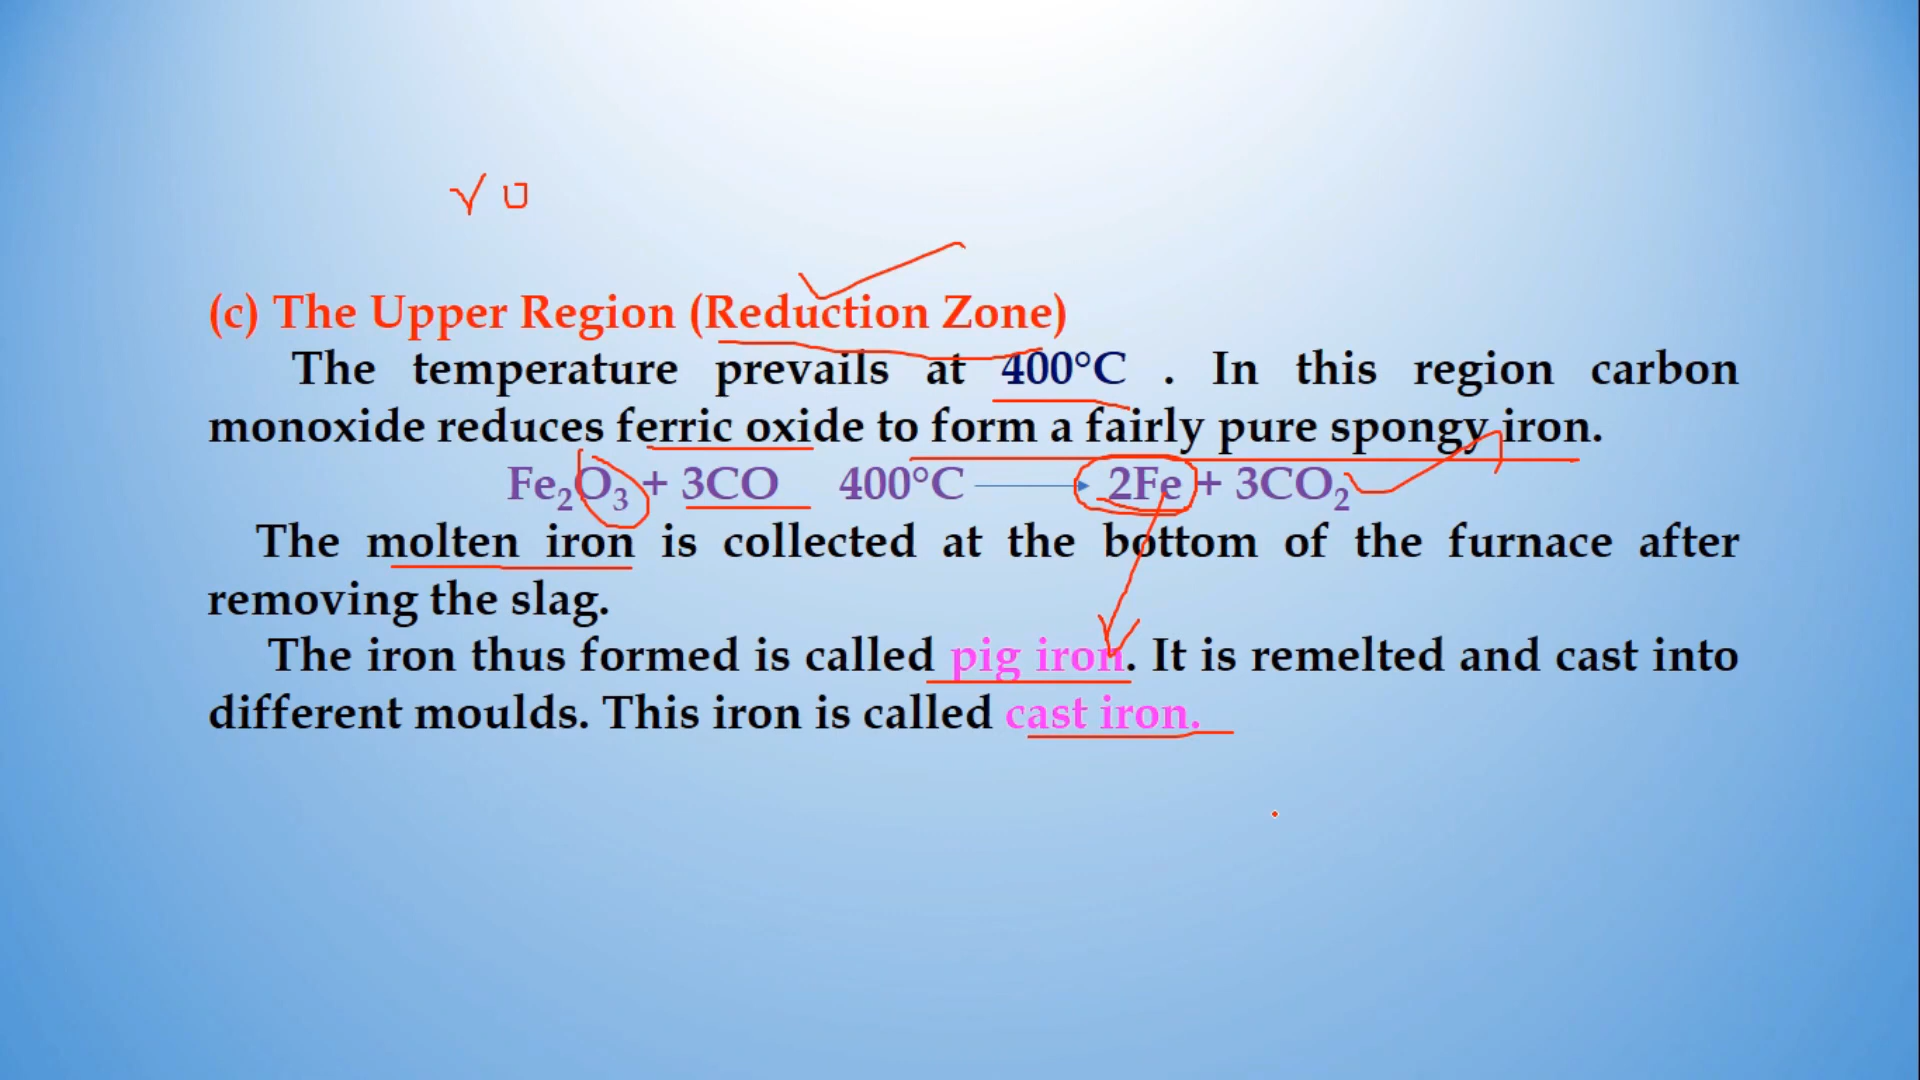 (c) The Upper Region (Reduction Zone)
The temperature prevails at 400°C . In this region carbon
monoxide reduces ferric oxide to form a fairly pure spongy iron.
Fe₂O₃ + 3CO 400°C ⟶ 2Fe + 3CO₂
The molten iron is collected at the bottom of the furnace after
removing the slag.
The iron thus formed is called pig iron. It is remelted and cast into
different moulds. This iron is called cast iron.